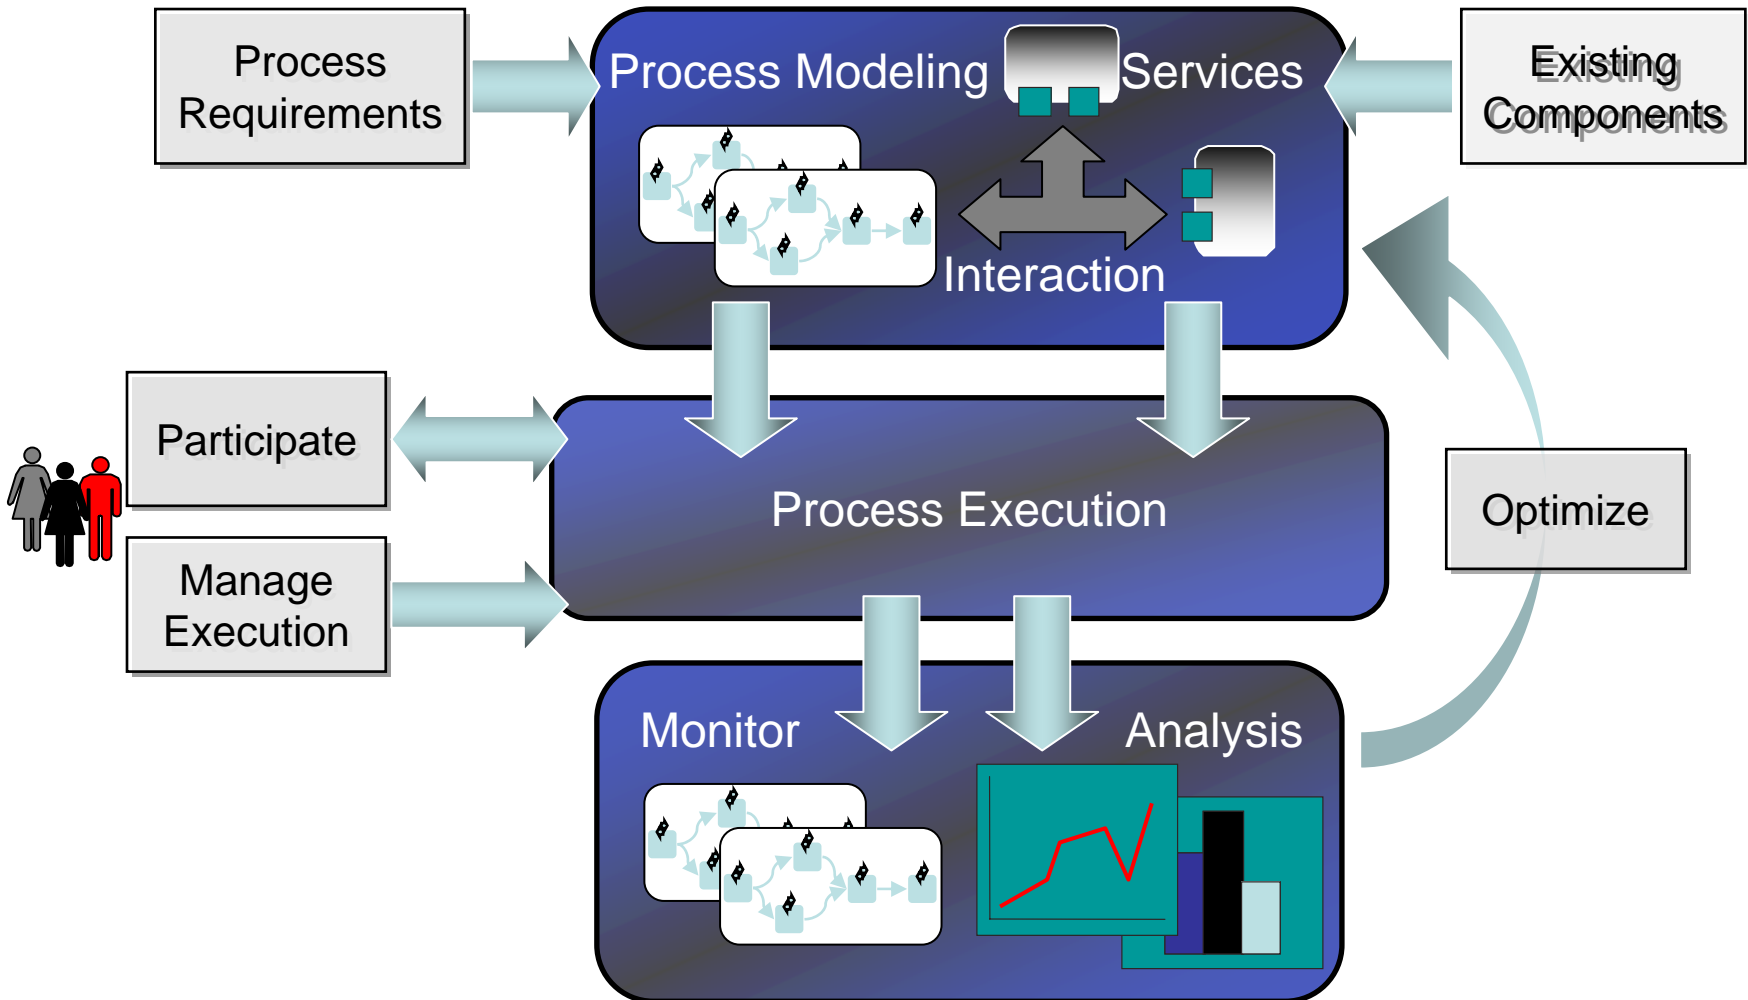 Process
Requirements
Process Modeling
Services
Existing
Components
Interaction
Participate
Process Execution
Optimize
Manage
Execution
Monitor
Analysis